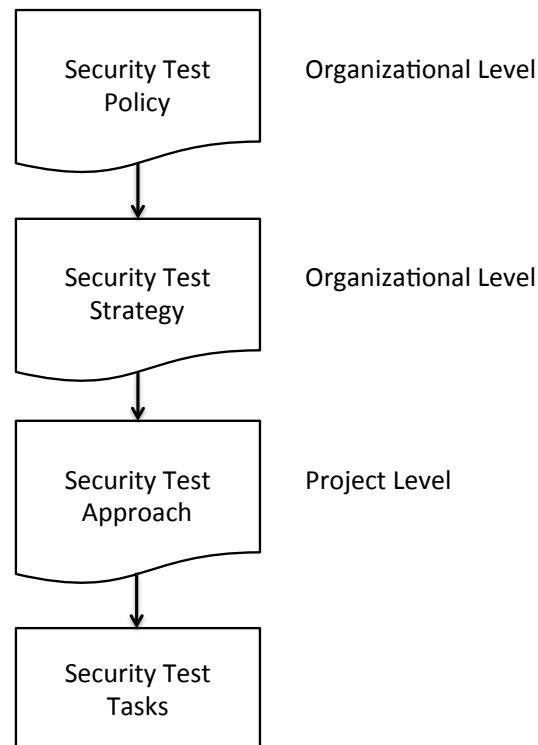 Security Test
Policy
Organizational Level
Security Test
Strategy
Organizational Level
Security Test
Approach
Project Level
Security Test
Tasks